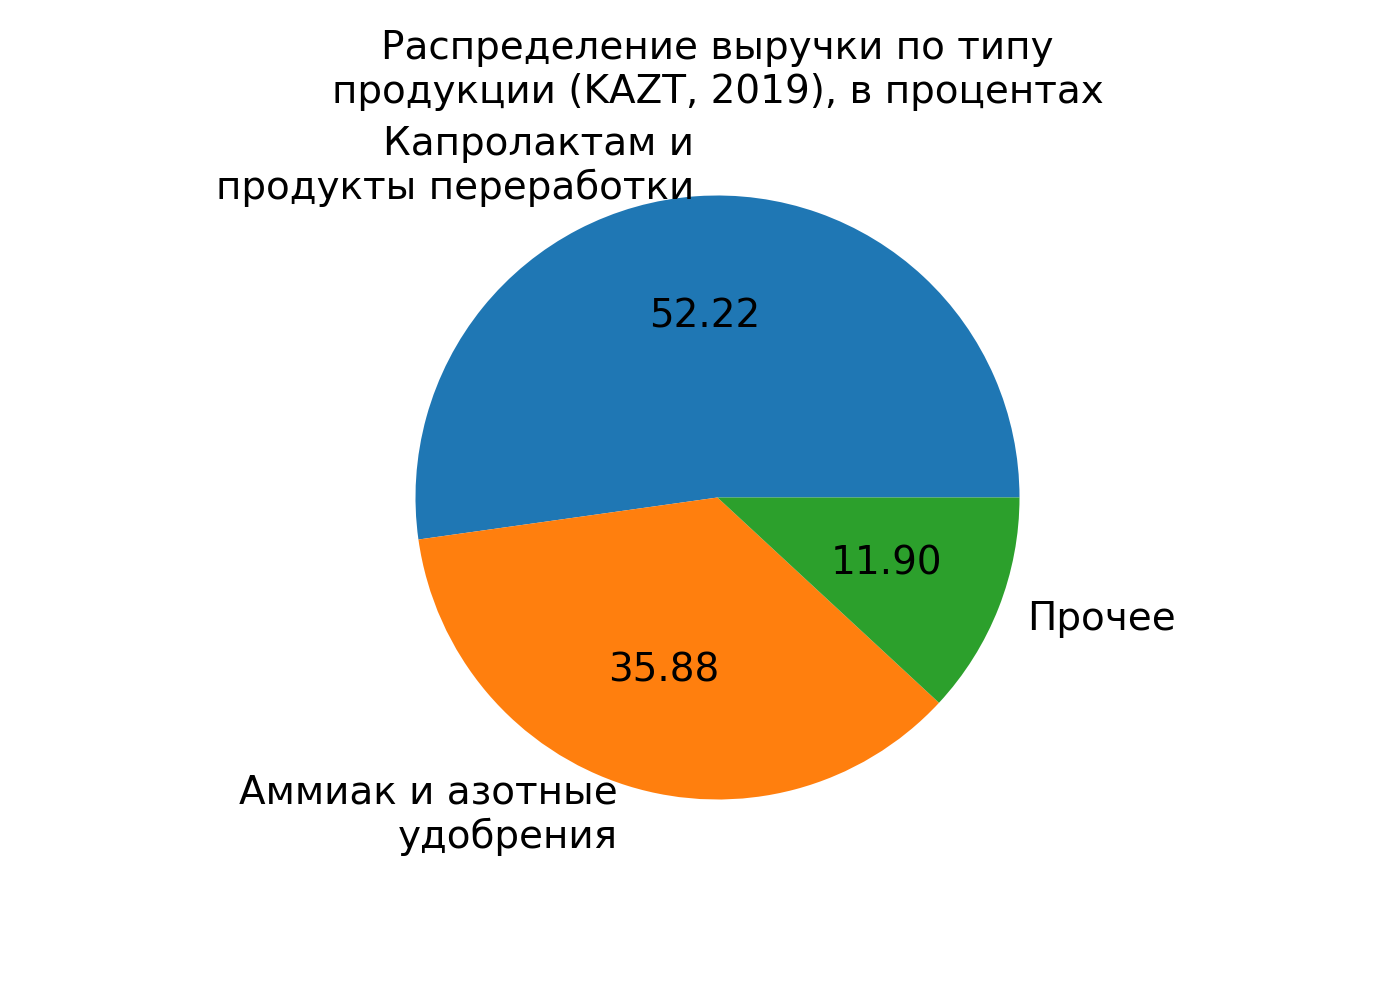 Распределение выручки по типу
продукции (KAZT, 2019), в процентах
Капролактам и
продукты переработки
52.22
11.90
Прочее
35.88
Аммиак и азотные
удобрения